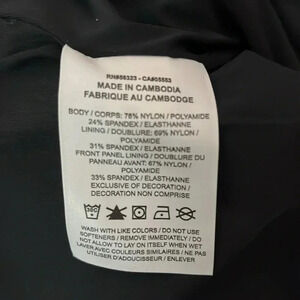 RN#56323 - CA#05553
MADE IN CAMBODIA
FABRIQUE AU CAMBODGE
BODY / CORPS: 76% NYLON / POLYAMIDE
24% SPANDEX / ELASTHANNE
LINING / DOUBLURE: 69% NYLON /
POLYAMIDE
31% SPANDEX / ELASTHANNE
FRONT PANEL LINING / DOUBLURE DU
PANNEAU AVANT: 67% NYLON /
POLYAMIDE
33% SPANDEX / ELASTHANNE
EXCLUSIVE OF DECORATION /
DECORATION NON COMPRISE
WASH WITH LIKE COLORS / DO NOT USE
SOFTENERS / REMOVE IMMEDIATELY / DO
NOT ALLOW TO LAY ON ITSELF WHEN WET
LAVER AVEC COULEURS SIMILAIRES / NE PAS
UTILISER D'ADOUCISSEUR / ENLEVER